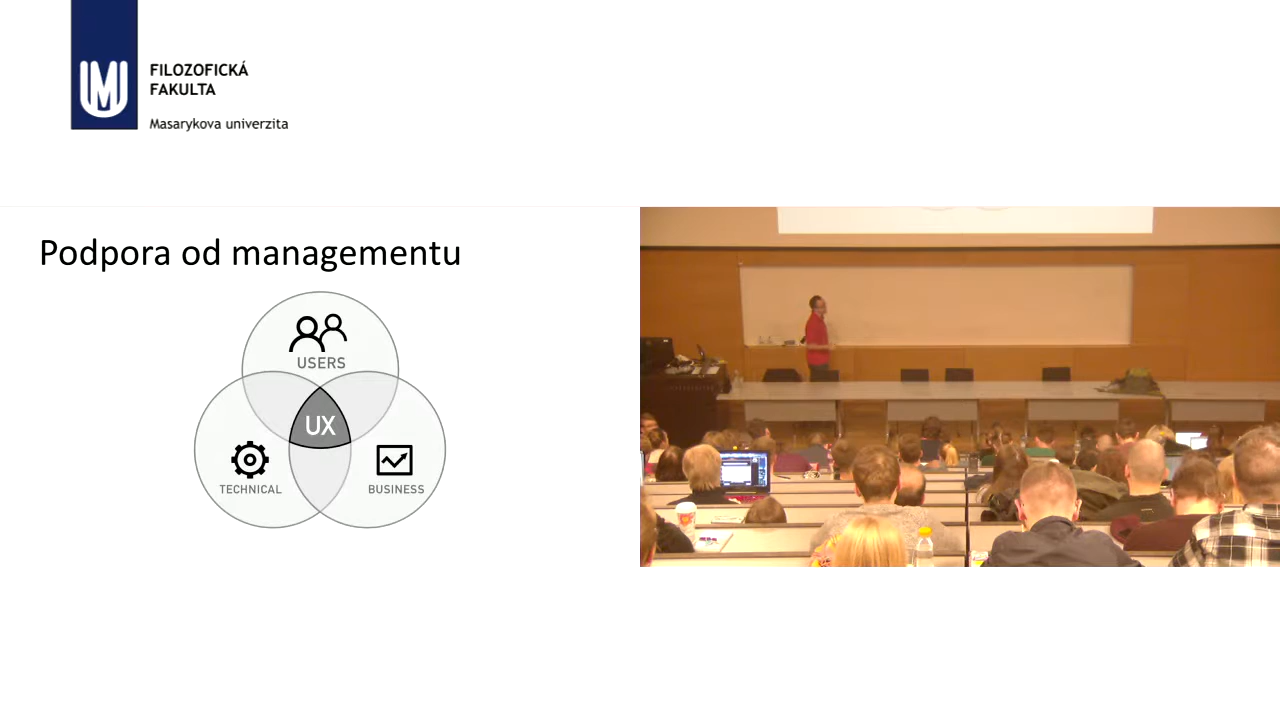 FILOZOFICKÁ
FAKULTA
Masarykova univerzita
Podpora od managementu
USERS
UX
TECHNICAL
BUSINESS